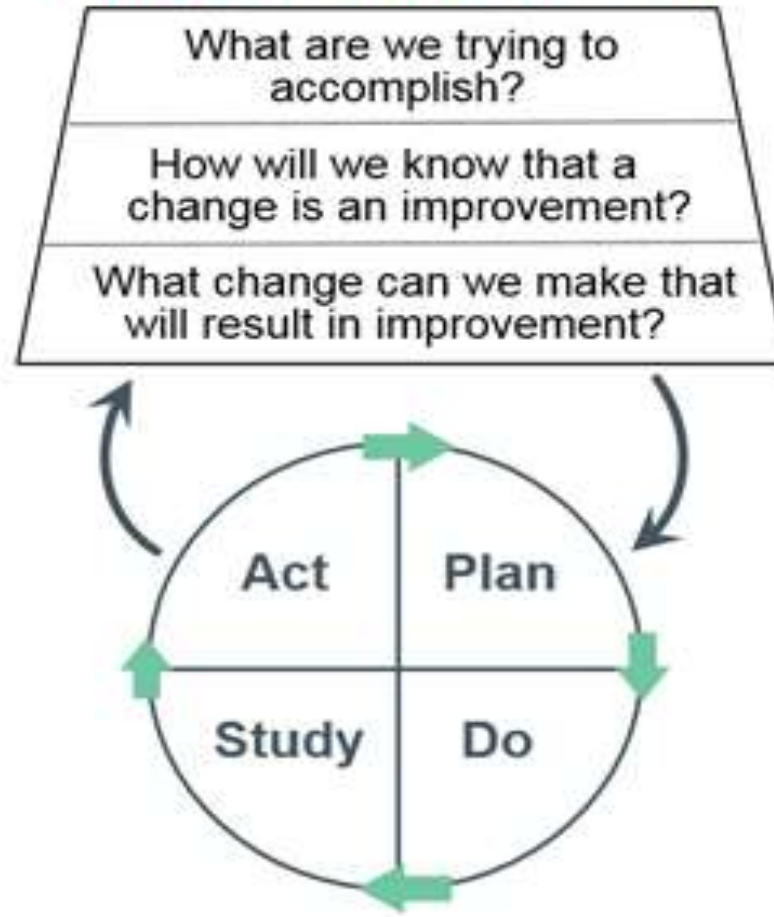 What are we trying to
accomplish?
How will we know that a
change is an improvement?
What change can we make that
will result in improvement?
Act
Plan
Study
Do